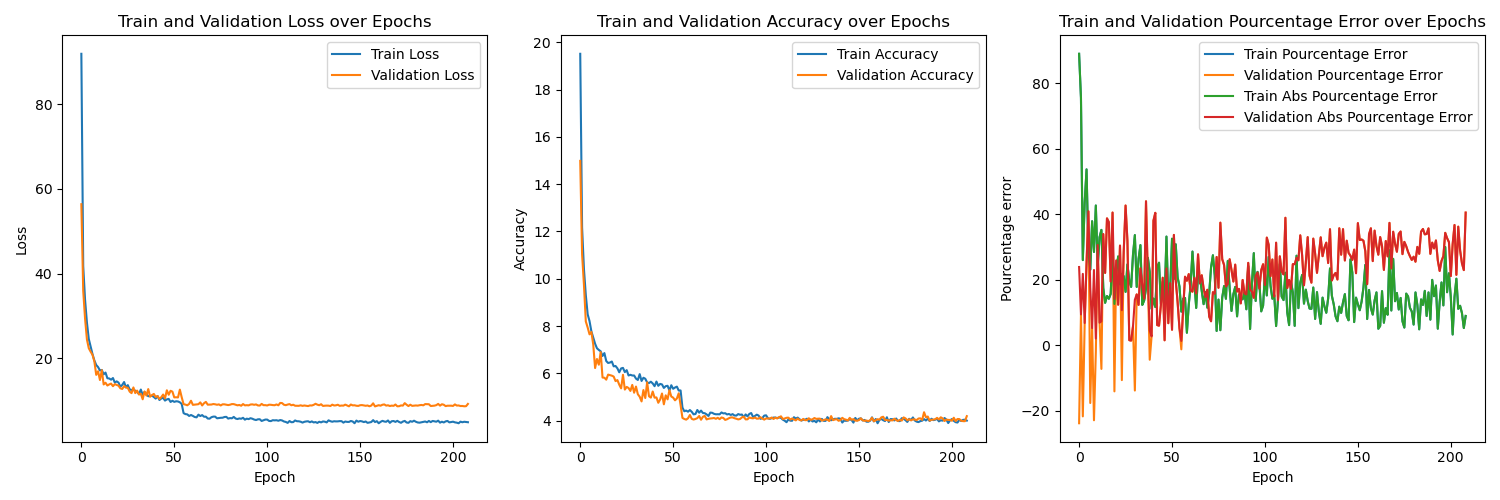 Train and Validation Loss over Epochs
Train Loss
Validation Loss
Loss
80
60
40
20
0
50
100
150
200
Epoch
Train and Validation Accuracy over Epochs
Train Accuracy
Validation Accuracy
Accuracy
20
18
16
14
12
10
8
6
4
0
50
100
150
200
Epoch
Train and Validation Pourcentage Error over Epochs
Train Pourcentage Error
Validation Pourcentage Error
Train Abs Pourcentage Error
Validation Abs Pourcentage Error
Pourcentage error
80
60
40
20
0
−20
0
50
100
150
200
Epoch